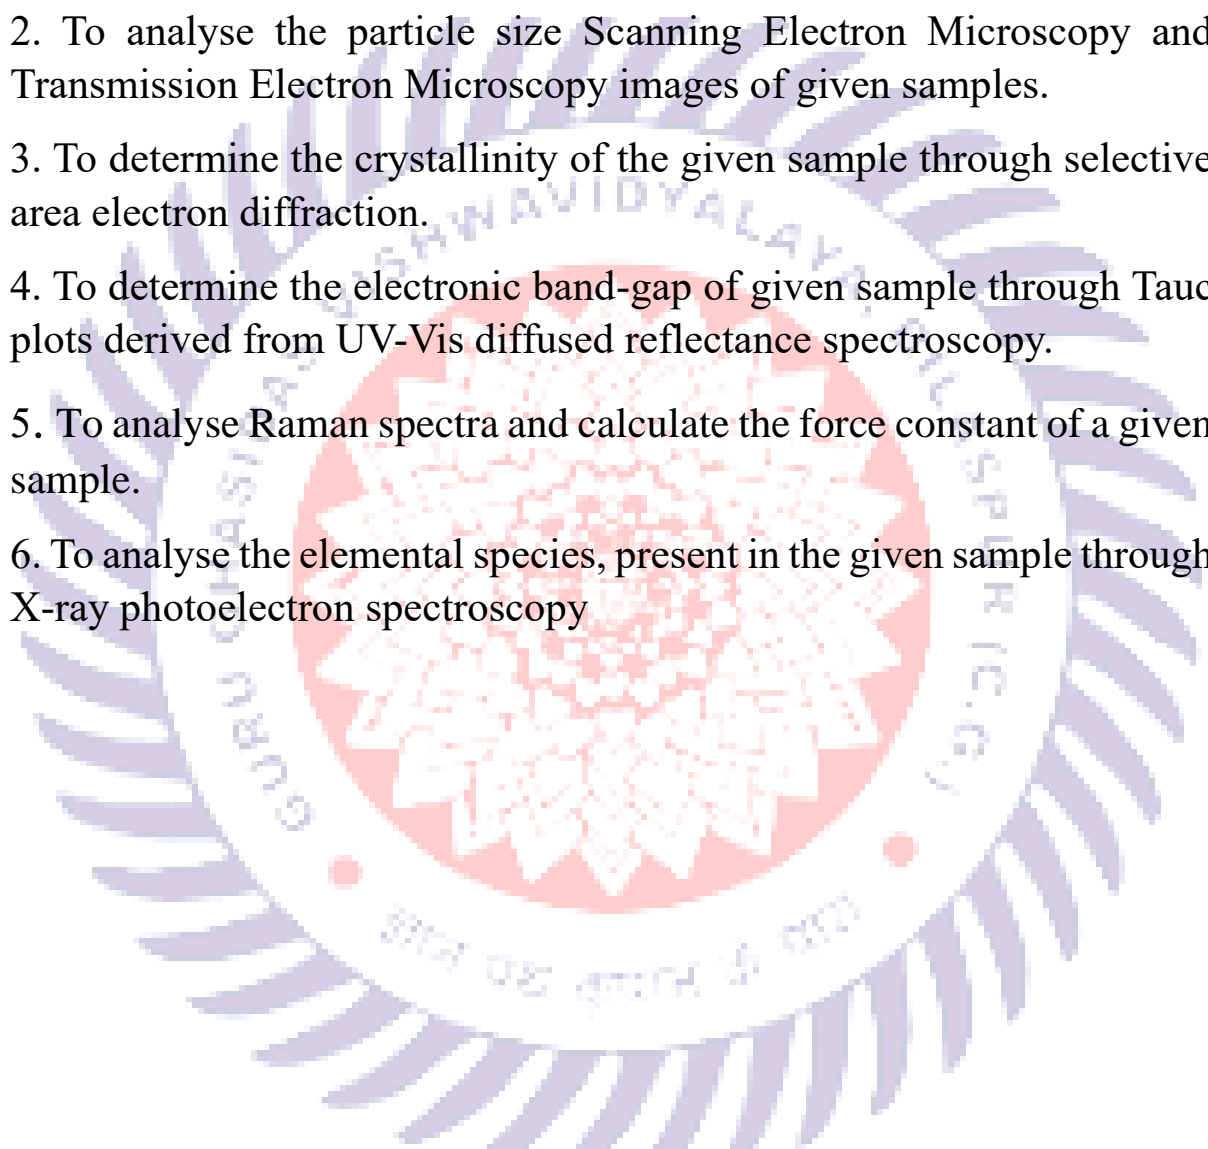 2. To analyse the particle size Scanning Electron Microscopy and
Transmission Electron Microscopy images of given samples.
3. To determine the crystallinity of the given sample through selective
area electron diffraction.
4. To determine the electronic band-gap of given sample through Tauc
plots derived from UV-Vis diffused reflectance spectroscopy.
5. To analyse Raman spectra and calculate the force constant of a given
sample.
6. To analyse the elemental species, present in the given sample through
X-ray photoelectron spectroscopy
GURU GHASIDAS VISHWAVIDYALAYA, BILASPUR (C.G.)